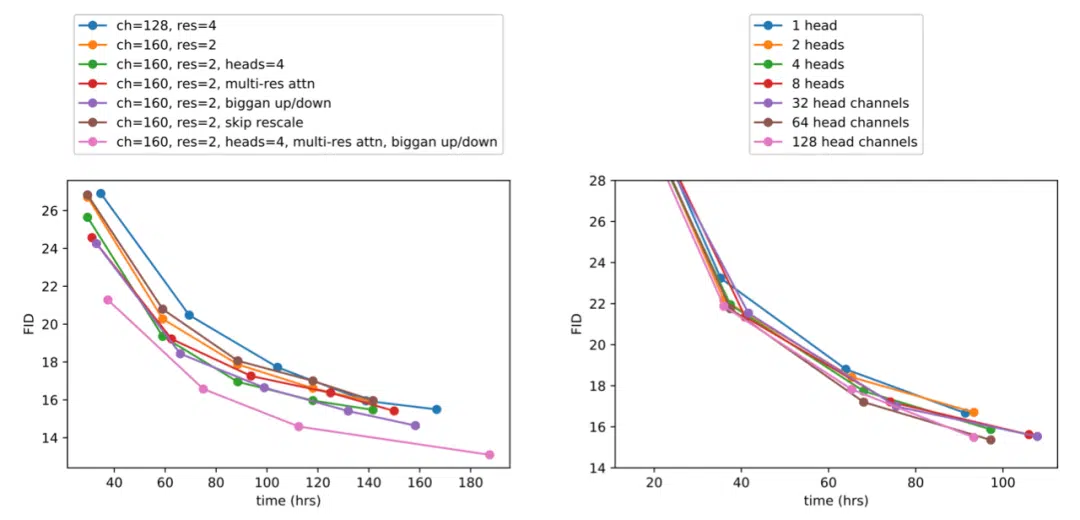 ch=128, res=4
ch=160, res=2
ch=160, res=2, heads=4
ch=160, res=2, multi-res attn
ch=160, res=2, biggan up/down
ch=160, res=2, skip rescale
ch=160, res=2, heads=4, multi-res attn, biggan up/down
26
24
22
20
18
16
14
FID
40
60
80
100
120
140
160
180
time (hrs)
1 head
2 heads
4 heads
8 heads
32 head channels
64 head channels
128 head channels
28
26
24
22
20
18
16
14
FID
20
40
60
80
100
time (hrs)